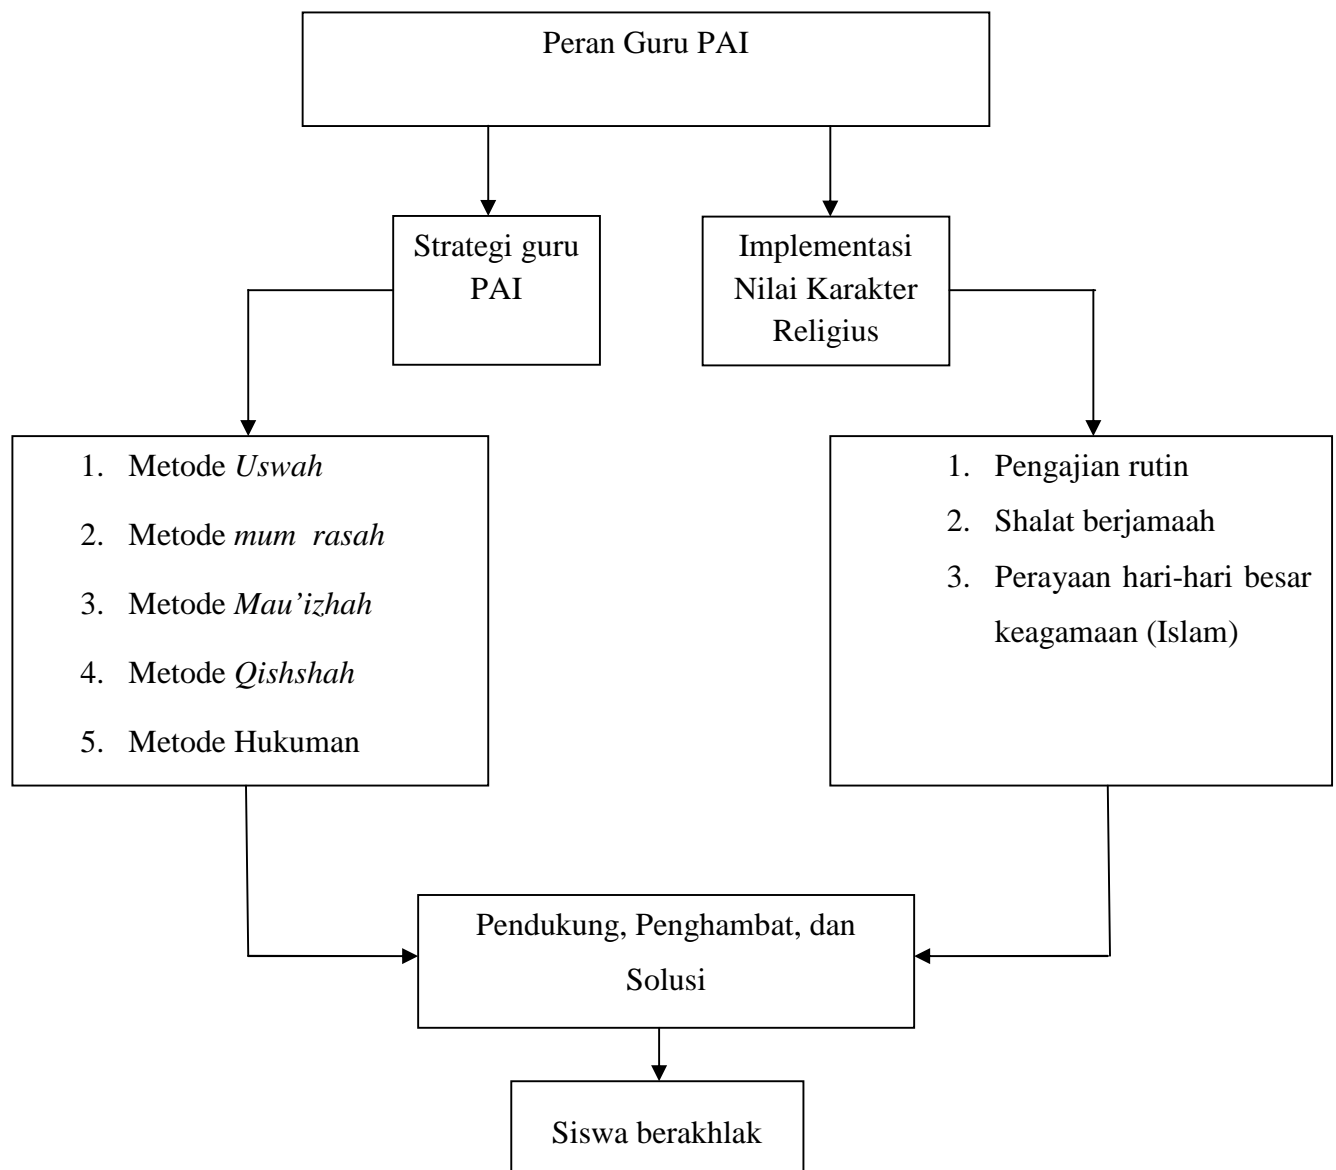 Peran Guru PAI
Strategi guru
PAI
Implementasi
Nilai Karakter
Religius
1. Metode Uswah
2. Metode mum rasah
3. Metode Mau’izhah
4. Metode Qishshah
5. Metode Hukuman
1. Pengajian rutin
2. Shalat berjamaah
3. Perayaan hari-hari besar
keagamaan (Islam)
Pendukung, Penghambat, dan
Solusi
Siswa berakhlak